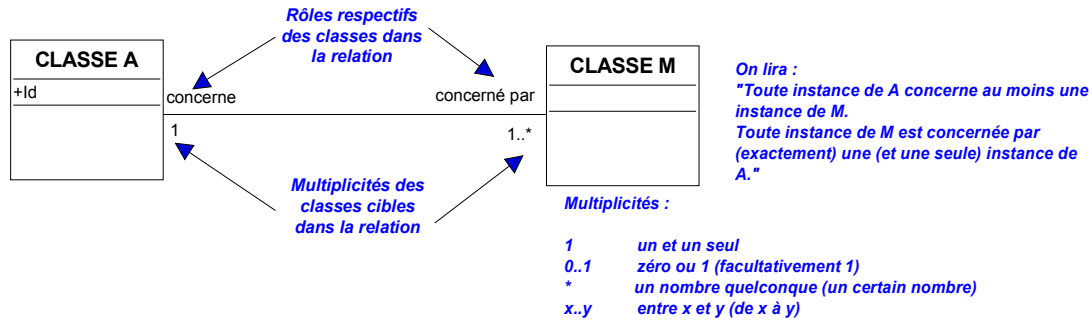 Rôles respectifs
des classes dans
la relation
CLASSE A
+Id
concerne
1
concerné par
1..*
CLASSE M
On lira :
"Toute instance de A concerne au moins une
instance de M.
Toute instance de M est concernée par
(exactement) une (et une seule) instance de
A."
Multiplicités des
classes cibles
dans la relation
Multiplicités :
1 un et un seul
0..1 zéro ou 1 (facultativement 1)
* un nombre quelconque (un certain nombre)
x..y entre x et y (de x à y)